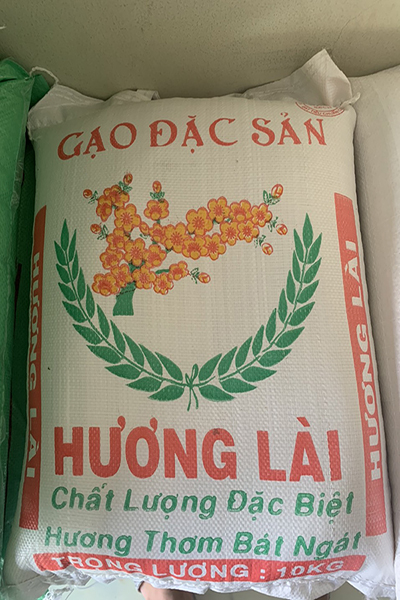 GẠO ĐẶC SẢN
HƯƠNG LÀI
HƯƠNG LÀI
HƯƠNG LÀI
Chất Lượng Đặc Biệt
Hương Thơm Bát Ngát
TRỌNG LƯỢNG : 10KG